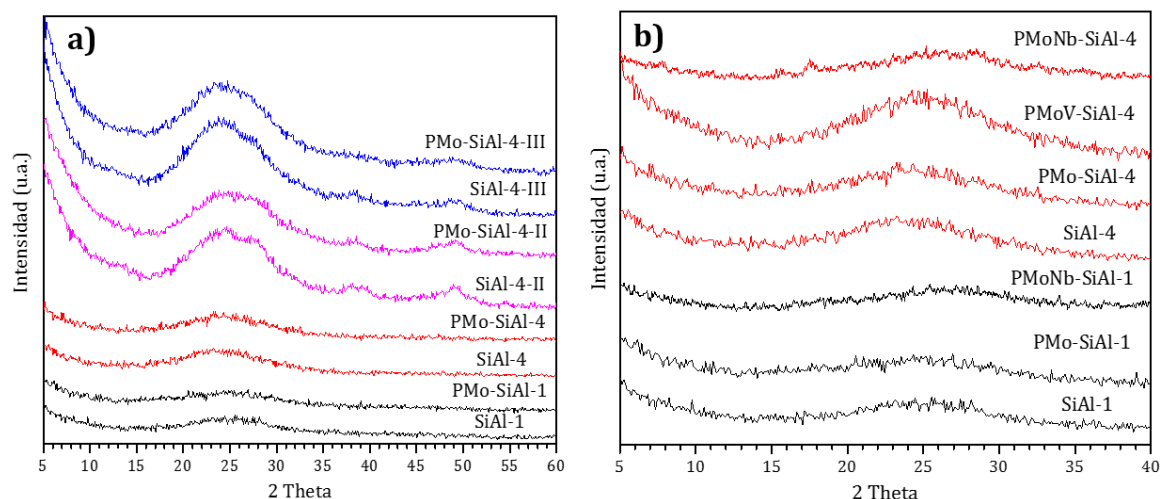 a)
PMo-SiAl-4-III
SiAl-4-III
PMo-SiAl-4-II
SiAl-4-II
PMo-SiAl-4
SiAl-4
PMo-SiAl-1
SiAl-1
Intensidad (u.a.)
5 10 15 20 25 30 35 40 45 50 55 60
2 Theta
b)
PMoNb-SiAl-4
PMoV-SiAl-4
PMo-SiAl-4
SiAl-4
PMoNb-SiAl-1
PMo-SiAl-1
SiAl-1
Intensidad (u.a.)
5 10 15 20 25 30 35 40
2 Theta